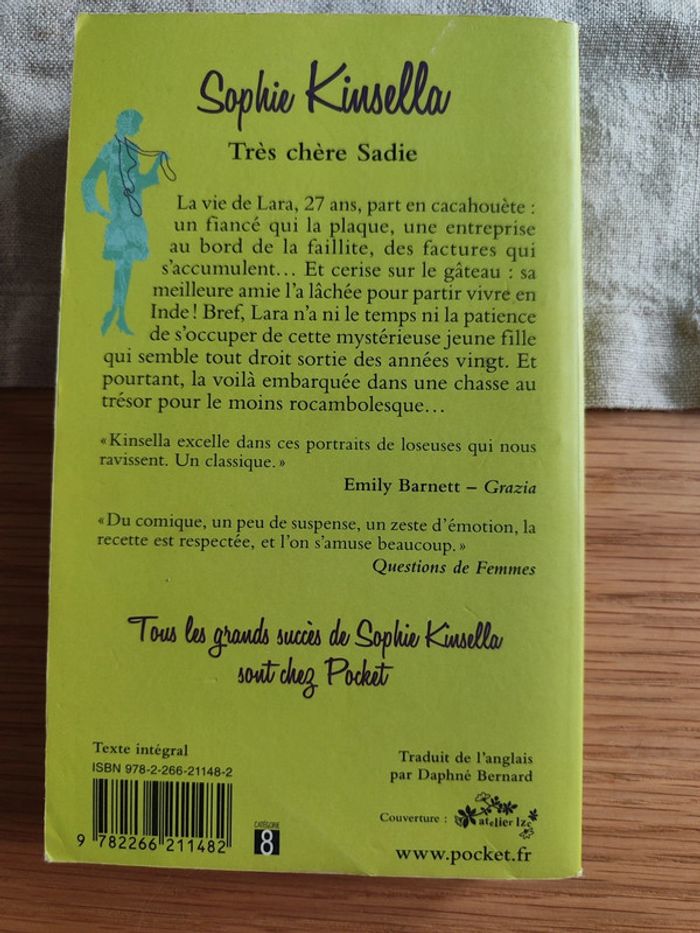 Sophie Kinsella
Très chère Sadie
La vie de Lara, 27 ans, part en cacahouète :
un fiancé qui la plaque, une entreprise
au bord de la faillite, des factures qui
s'accumulent... Et cerise sur le gâteau : sa
meilleure amie l'a lâchée pour partir vivre en
Inde ! Bref, Lara n'a ni le temps ni la patience
de s'occuper de cette mystérieuse jeune fille
qui semble tout droit sortie des années vingt. Et
pourtant, la voilà embarquée dans une chasse au
trésor pour le moins rocambolesque...
« Kinsella excelle dans ces portraits de loseuses qui nous
ravissent. Un classique. »
Emily Barnett – Grazia
« Du comique, un peu de suspense, un zeste d'émotion, la
recette est respectée, et l'on s'amuse beaucoup. »
Questions de Femmes
Tous les grands succès de Sophie Kinsella
sont chez Pocket
Texte intégral
ISBN 978-2-266-21148-2
9 782266 211482
CATÉGORIE
8
Traduit de l'anglais
par Daphné Bernard
Couverture : atelier lzc
www.pocket.fr